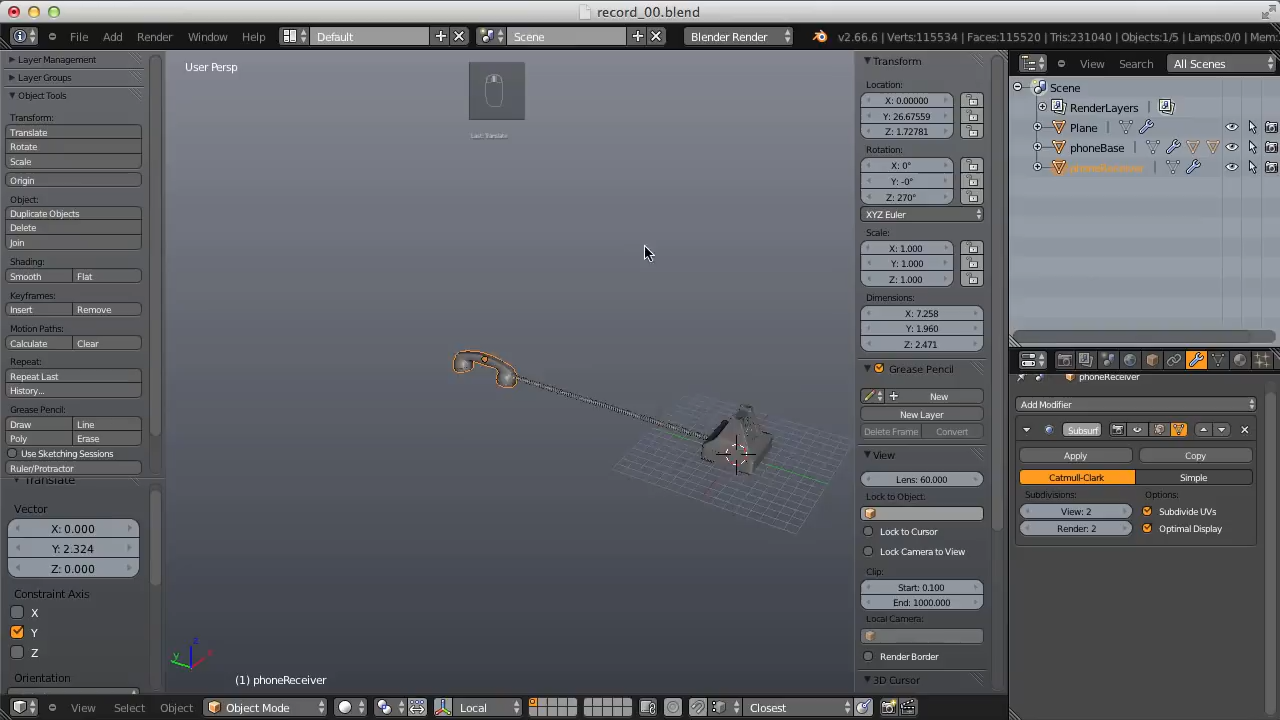 record_00.blend
File Add Render Window Help Default Scene Blender Render v2.66.6 | Verts:115534 | Faces:115520 | Tris:231040 | Objects:1/5 | Lamps:0/0 | Mem:
Layer Management
Layer Groups
Object Tools
Transform:
Translate
Rotate
Scale
Origin
Object:
Duplicate Objects
Delete
Join
Shading:
Smooth Flat
Keyframes:
Insert Remove
Motion Paths:
Calculate Clear
Repeat:
Repeat Last
History...
Grease Pencil:
Draw Line
Poly Erase
Use Sketching Sessions
Ruler/Protractor
Translate
Vector
X: 0.000
Y: 2.324
Z: 0.000
Constraint Axis
X
Y
Z
Orientation
User Persp
Last: Translate
z
y
x
(1) phoneReceiver
View Select Object Object Mode Local Closest
Transform
Location:
X: 0.00000
Y: 26.67559
Z: 1.72781
Rotation:
X: 0°
Y: -0°
Z: 270°
XYZ Euler
Scale:
X: 1.000
Y: 1.000
Z: 1.000
Dimensions:
X: 7.258
Y: 1.960
Z: 2.471
Grease Pencil
New
New Layer
Delete Frame Convert
View
Lens: 60.000
Lock to Object:
Lock to Cursor
Lock Camera to View
Clip:
Start: 0.100
End: 1000.000
Local Camera:
Render Border
3D Cursor
View Search All Scenes
Scene
RenderLayers
Plane
phoneBase
phoneReceiver
phoneReceiver
Add Modifier
Subsurf
Apply Copy
Catmull-Clark Simple
Subdivisions: Options:
View: 2 Subdivide UVs
Render: 2 Optimal Display